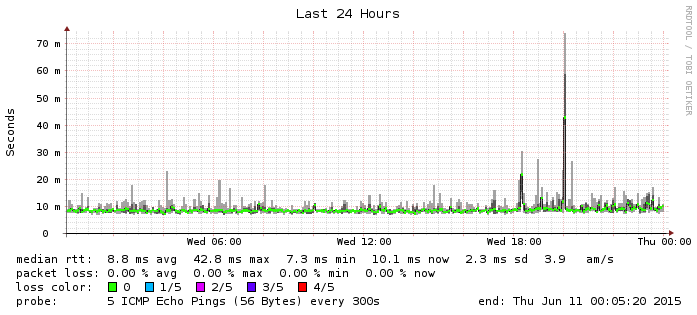 Last 24 Hours
RRDTOOL / TOBI OETIKER
Seconds
70 m
60 m
50 m
40 m
30 m
20 m
10 m
0
Wed 06:00 Wed 12:00 Wed 18:00 Thu 00:00
median rtt: 8.8 ms avg 42.8 ms max 7.3 ms min 10.1 ms now 2.3 ms sd 3.9 am/s
packet loss: 0.00 % avg 0.00 % max 0.00 % min 0.00 % now
loss color: 0 1/5 2/5 3/5 4/5
probe: 5 ICMP Echo Pings (56 Bytes) every 300s end: Thu Jun 11 00:05:20 2015